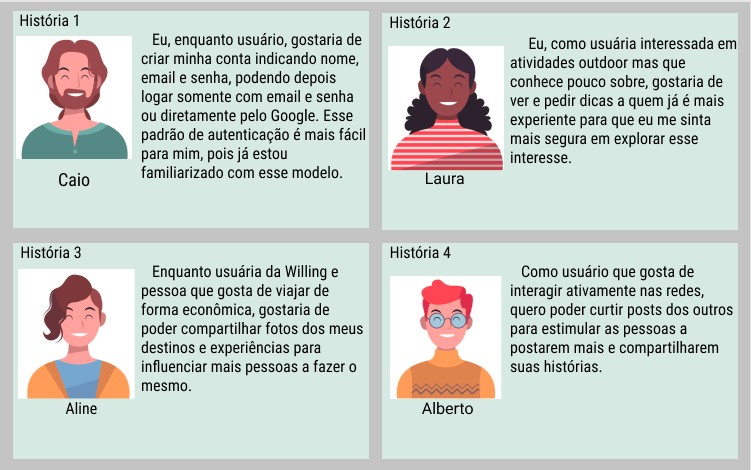 História 1
Eu, enquanto usuário, gostaria de
criar minha conta indicando nome,
email e senha, podendo depois
logar somente com email e senha
ou diretamente pelo Google. Esse
padrão de autenticação é mais fácil
para mim, pois já estou
familiarizado com esse modelo.
Caio
História 2
Eu, como usuária interessada em
atividades outdoor mas que
conhece pouco sobre, gostaria de
ver e pedir dicas a quem já é mais
experiente para que eu me sinta
mais segura em explorar esse
interesse.
Laura
História 3
Enquanto usuária da Willing e
pessoa que gosta de viajar de
forma econômica, gostaria de
poder compartilhar fotos dos meus
destinos e experiências para
influenciar mais pessoas a fazer o
mesmo.
Aline
História 4
Como usuário que gosta de
interagir ativamente nas redes,
quero poder curtir posts dos outros
para estimular as pessoas a
postarem mais e compartilharem
suas histórias.
Alberto